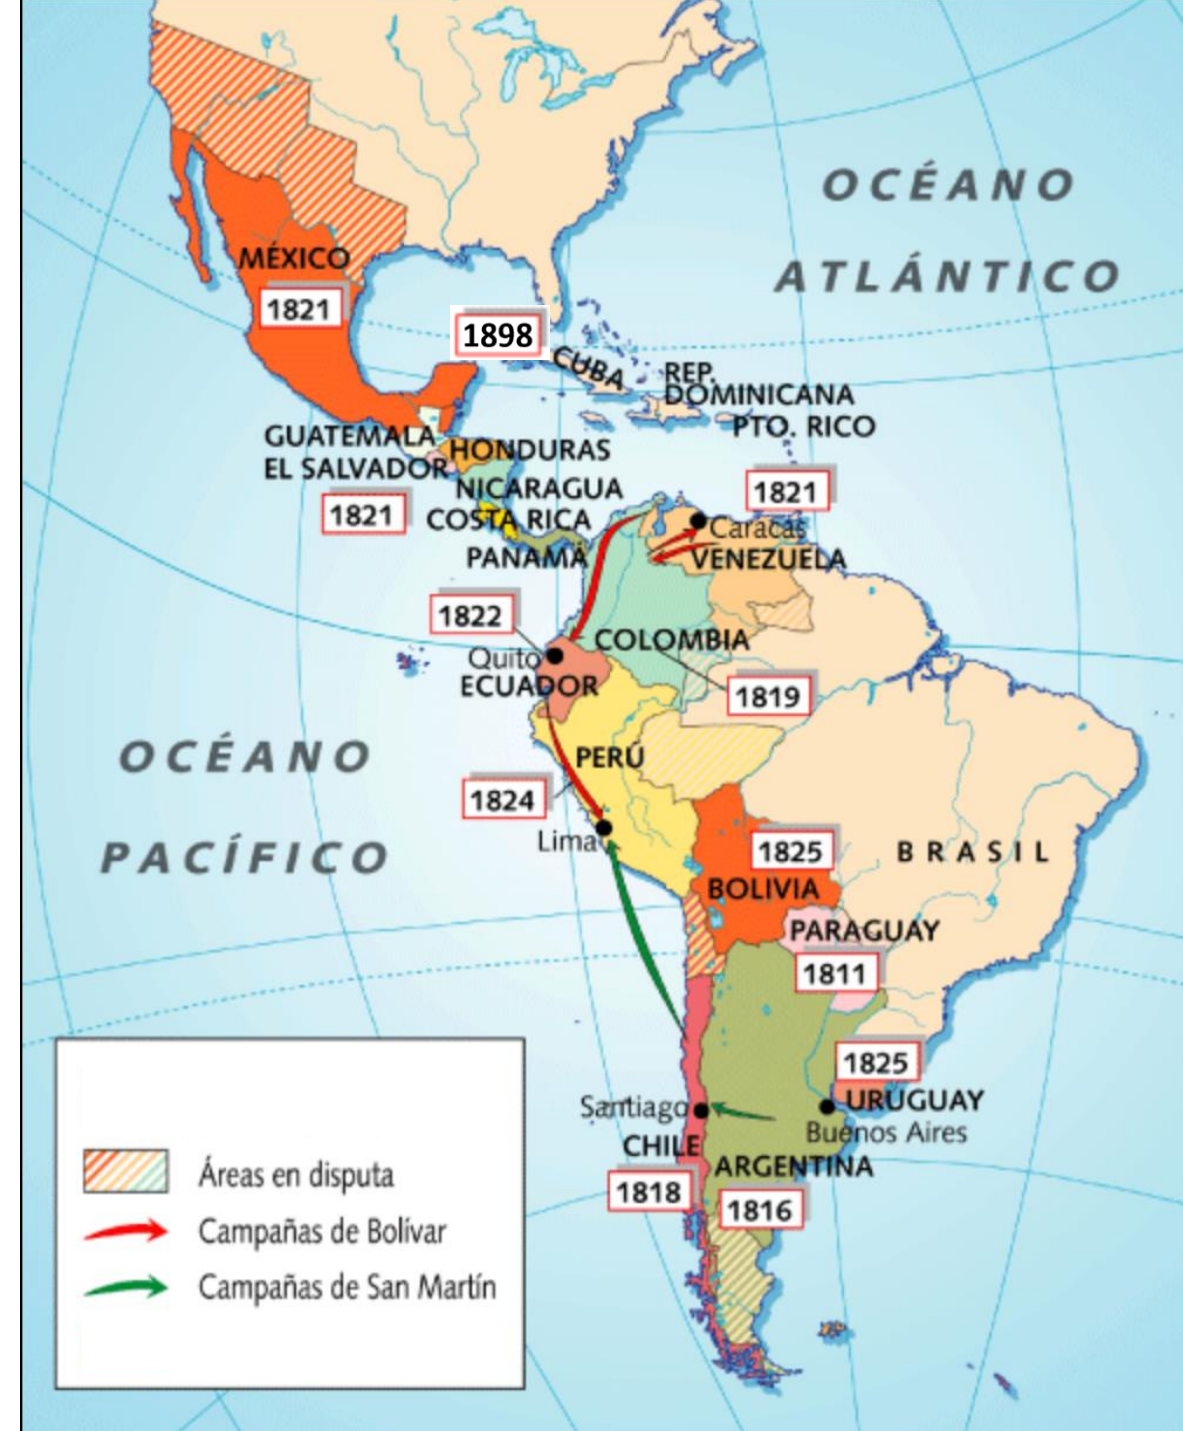 OCÉANO
ATLÁNTICO
MÉXICO
1821
1898
CUBA
REP.
DOMINICANA
PTO. RICO
GUATEMALA
HONDURAS
EL SALVADOR
NICARAGUA
1821
1821
COSTA RICA
Caracas
PANAMÁ
VENEZUELA
1822
COLOMBIA
Quito
ECUADOR
1819
OCÉANO
PACÍFICO
PERÚ
1824
Lima
1825
BRASIL
BOLIVIA
PARAGUAY
1811
1825
Santiago
URUGUAY
Buenos Aires
CHILE
ARGENTINA
1818
1816
Áreas en disputa
Campañas de Bolívar
Campañas de San Martín